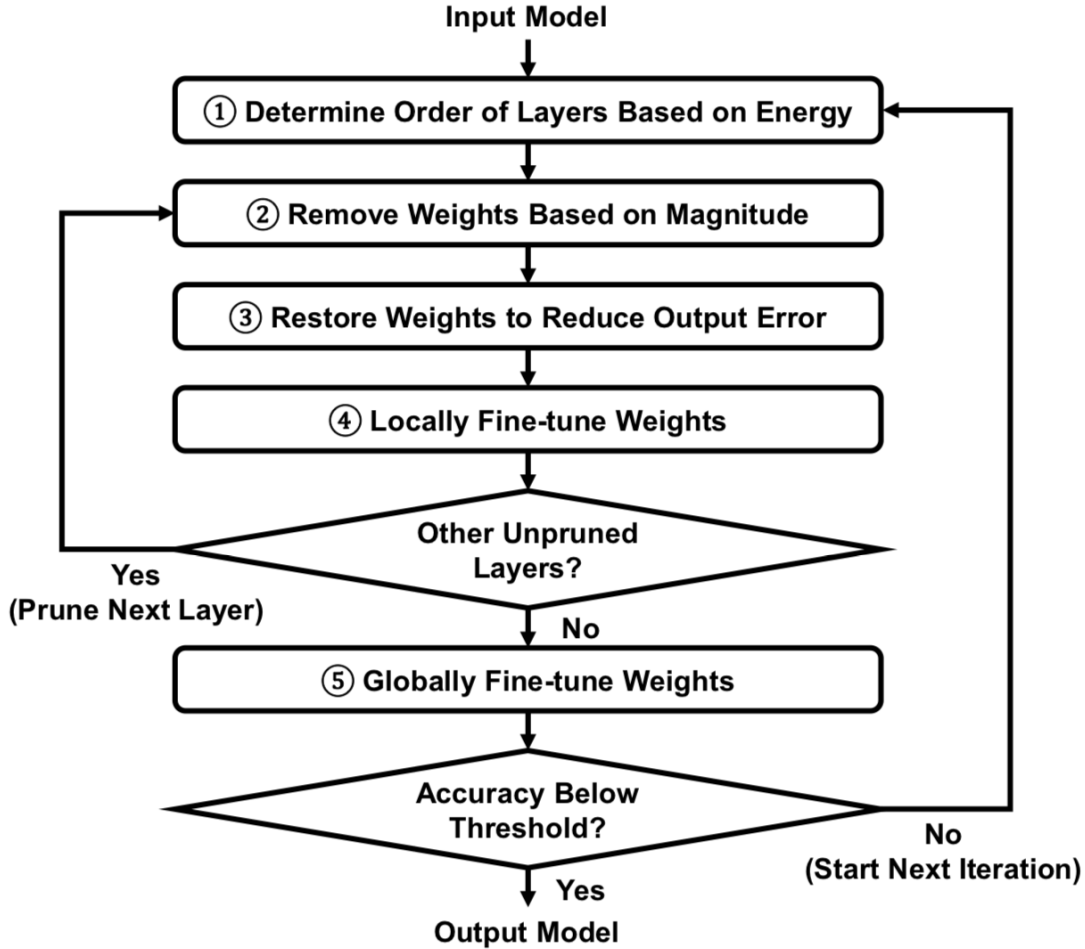 Input Model
① Determine Order of Layers Based on Energy
② Remove Weights Based on Magnitude
③ Restore Weights to Reduce Output Error
④ Locally Fine-tune Weights
Other Unpruned
Layers?
Yes
(Prune Next Layer)
No
⑤ Globally Fine-tune Weights
Accuracy Below
Threshold?
No
(Start Next Iteration)
Yes
Output Model